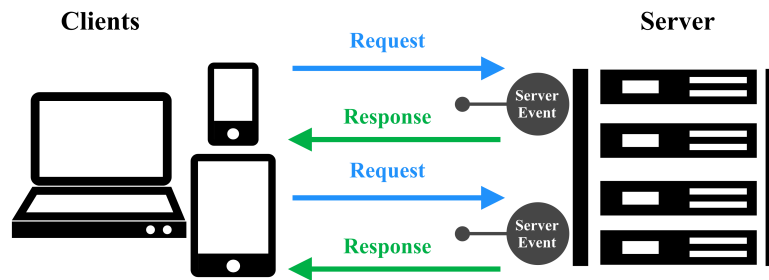 Clients
Server
Request
Server
Event
Response
Request
Server
Event
Response